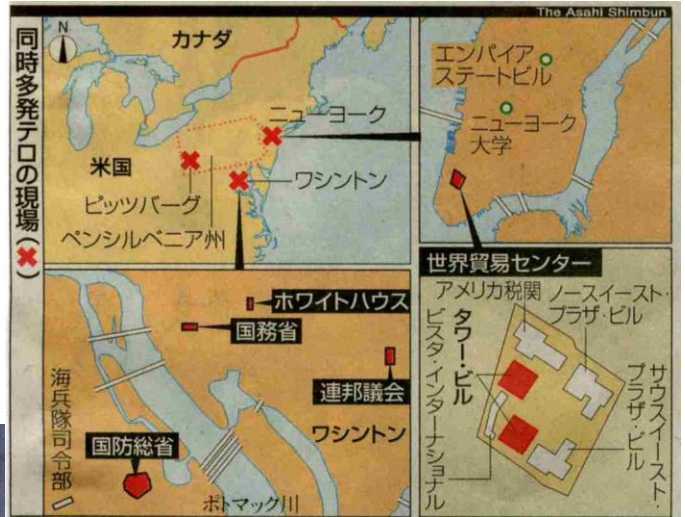 The Asahi Shimbun
同時多発テロの現場(✖)
N
カナダ
ニューヨーク
米国
ワシントン
ピッツバーグ
ペンシルベニア州
エンパイア
ステートビル
ニューヨーク
大学
世界貿易センター
アメリカ税関
ノースイースト・
プラザ・ビル
タワー・ビル
ビスタ・インターナショナル
サウスイースト・
プラザ・ビル
ホワイトハウス
国務省
連邦議会
ワシントン
海兵隊司令部
国防総省
ポトマック川